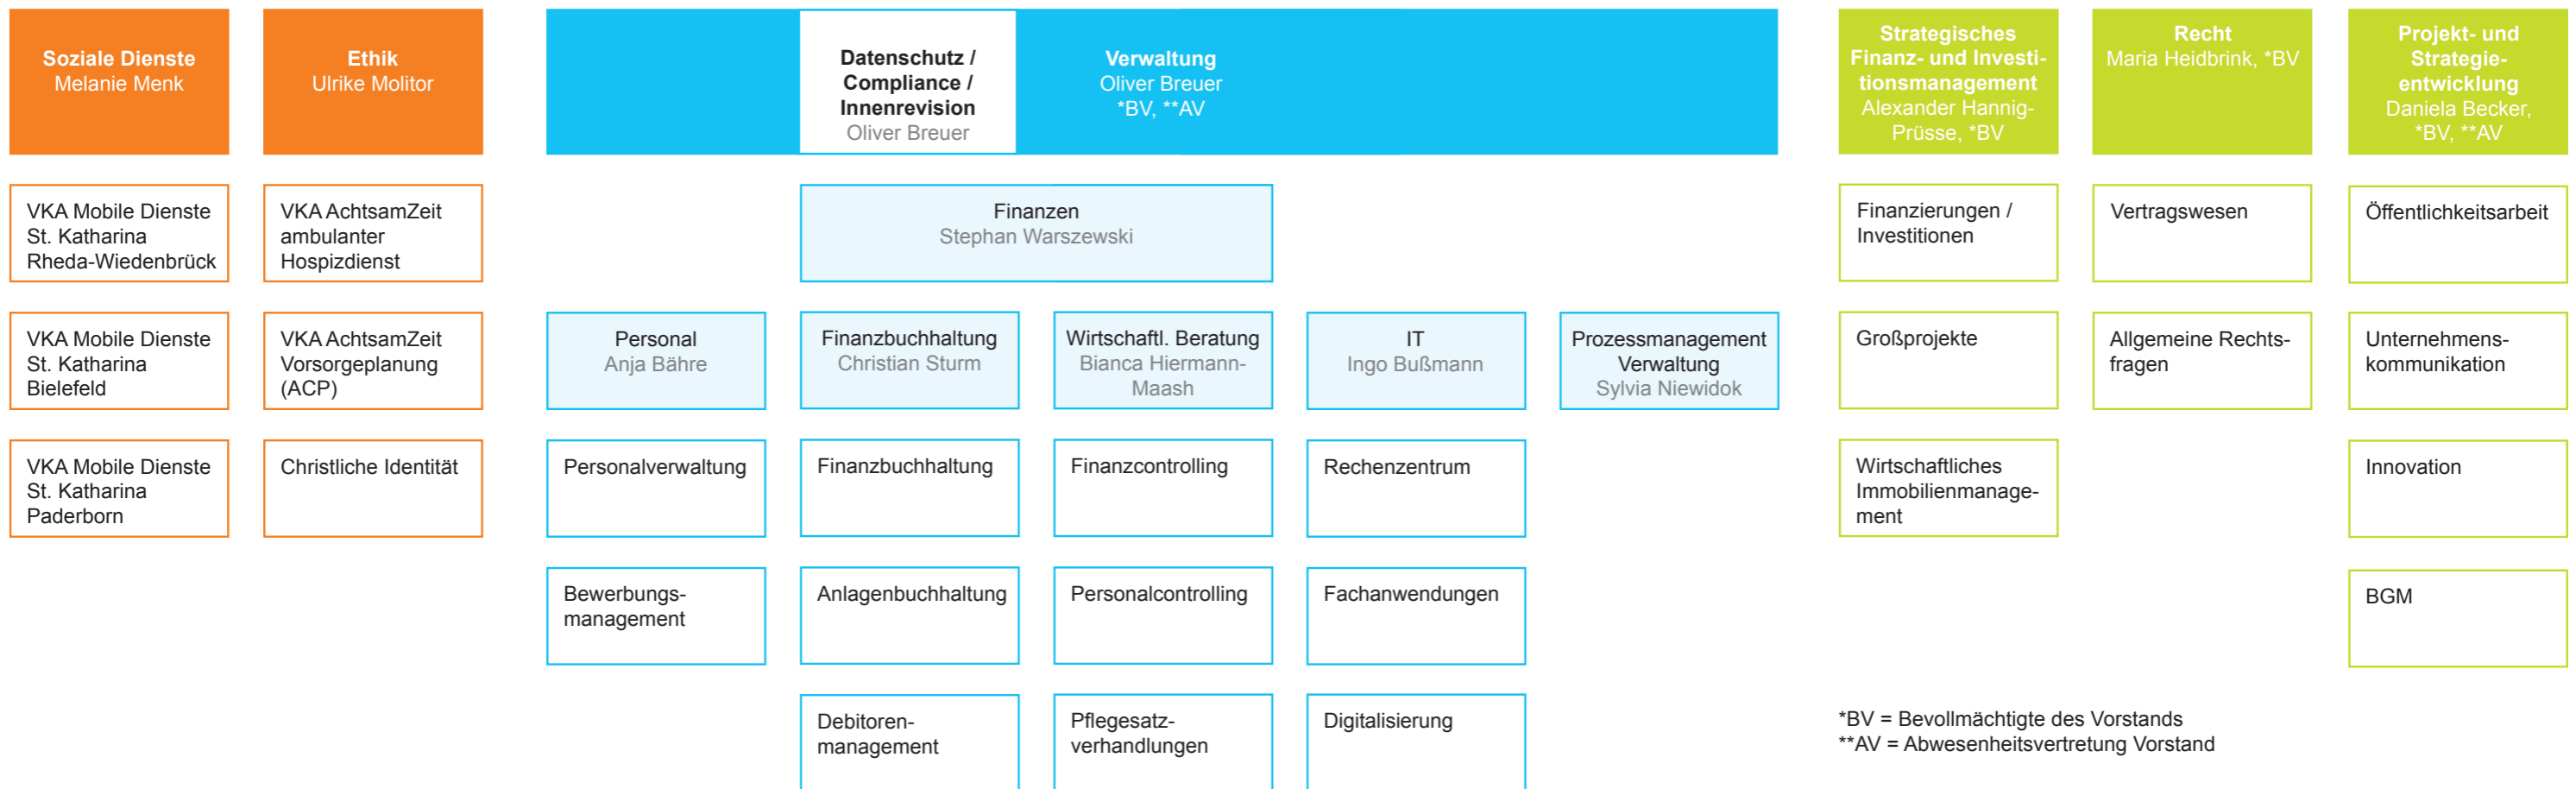 Soziale Dienste
Melanie Menk
Ethik
Ulrike Molitor
Datenschutz /
Compliance /
Innenrevision
Oliver Breuer
Verwaltung
Oliver Breuer
*BV, **AV
Strategisches
Finanz- und Investi-
tionsmanagement
Alexander Hannig-
Prüsse, *BV
Recht
Maria Heidbrink, *BV
Projekt- und
Strategie-
entwicklung
Daniela Becker,
*BV, **AV
VKA Mobile Dienste
St. Katharina
Rheda-Wiedenbrück
VKA AchtsamZeit
ambulanter
Hospizdienst
Finanzen
Stephan Warszewski
Finanzierungen /
Investitionen
Vertragswesen
Öffentlichkeitsarbeit
VKA Mobile Dienste
St. Katharina
Bielefeld
VKA AchtsamZeit
Vorsorgeplanung
(ACP)
Personal
Anja Bähre
Finanzbuchhaltung
Christian Sturm
Wirtschaftl. Beratung
Bianca Hiermann-
Maash
IT
Ingo Bußmann
Prozessmanagement
Verwaltung
Sylvia Niewidok
Großprojekte
Allgemeine Rechts-
fragen
Unternehmens-
kommunikation
VKA Mobile Dienste
St. Katharina
Paderborn
Christliche Identität
Personalverwaltung
Finanzbuchhaltung
Finanzcontrolling
Rechenzentrum
Wirtschaftliches
Immobilienmanage-
ment
Innovation
Bewerbungs-
management
Anlagenbuchhaltung
Personalcontrolling
Fachanwendungen
BGM
Debitoren-
management
Pflegesatz-
verhandlungen
Digitalisierung
*BV = Bevollmächtigte des Vorstands
**AV = Abwesenheitsvertretung Vorstand